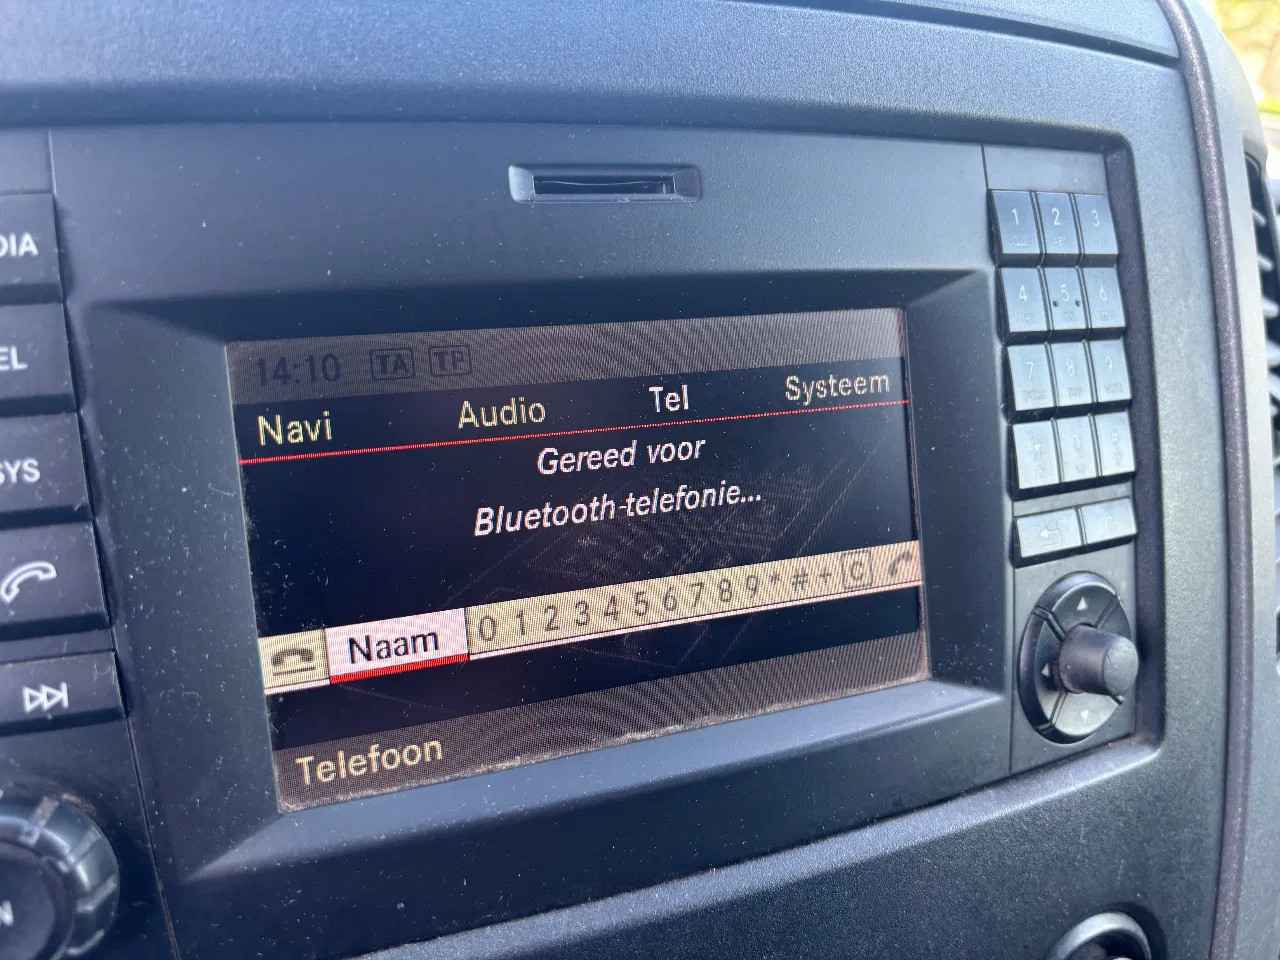 14:10 TA TP
Navi Audio Tel Systeem
Gereed voor
Bluetooth-telefonie...
Naam 0 1 2 3 4 5 6 7 8 9 * # + C
Telefoon
DIA
EL
SYS
1 2 3
4 5 6
7 8 9